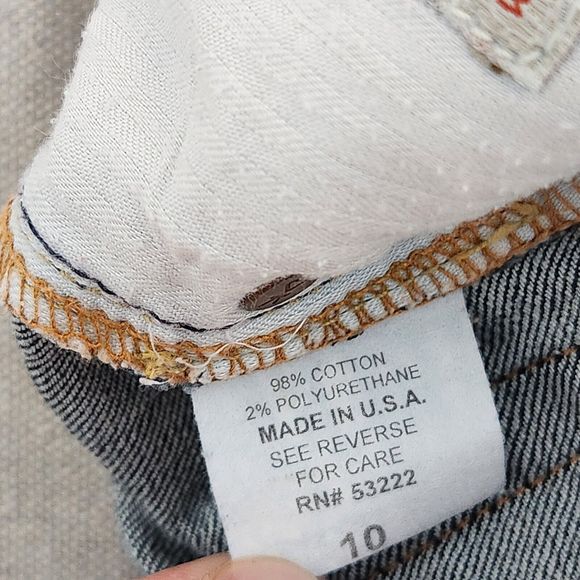 98% COTTON
2% POLYURETHANE
MADE IN U.S.A.
SEE REVERSE
FOR CARE
RN# 53222
10